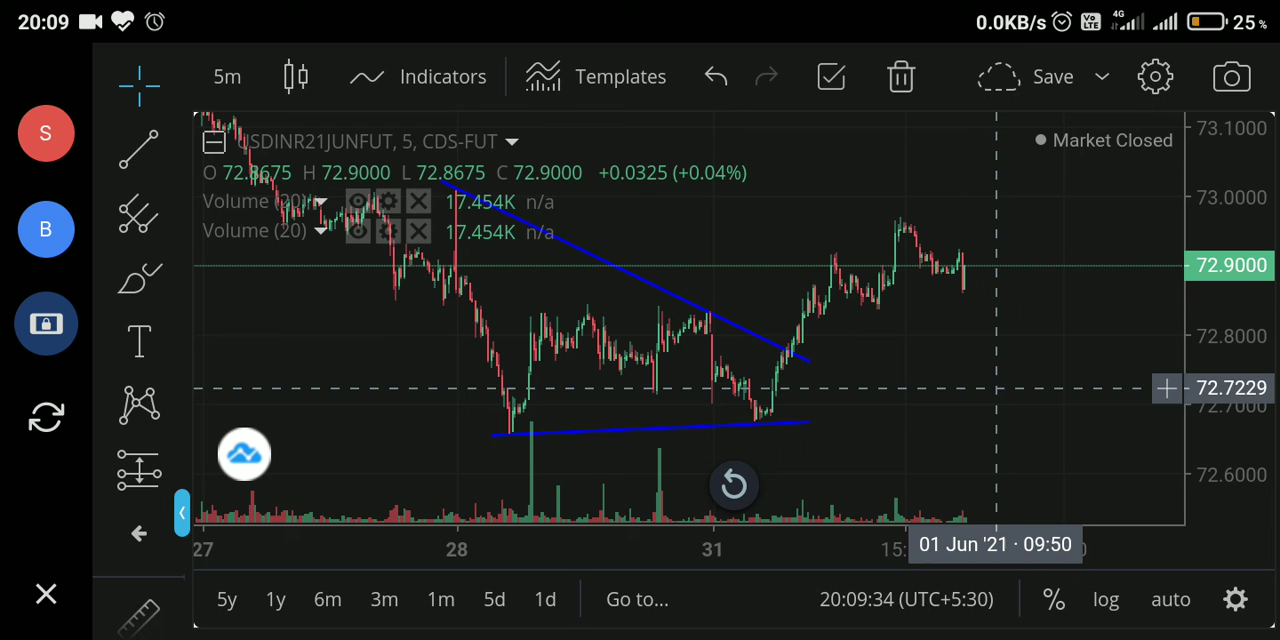 20:09
0.0KB/s VoLTE 4G 25%
S
B
5m Indicators Templates Save
SDINR21JUNFUT, 5, CDS-FUT
Market Closed
O 72.8675 H 72.9000 L 72.8675 C 72.9000 +0.0325 (+0.04%)
Volume (20) 17.454K n/a
Volume (20) 17.454K n/a
73.1000
73.0000
72.9000
72.8000
72.7229
72.7000
72.6000
27 28 31 15:
01 Jun '21 · 09:50
5y 1y 6m 3m 1m 5d 1d Go to... 20:09:34 (UTC+5:30) % log auto
T